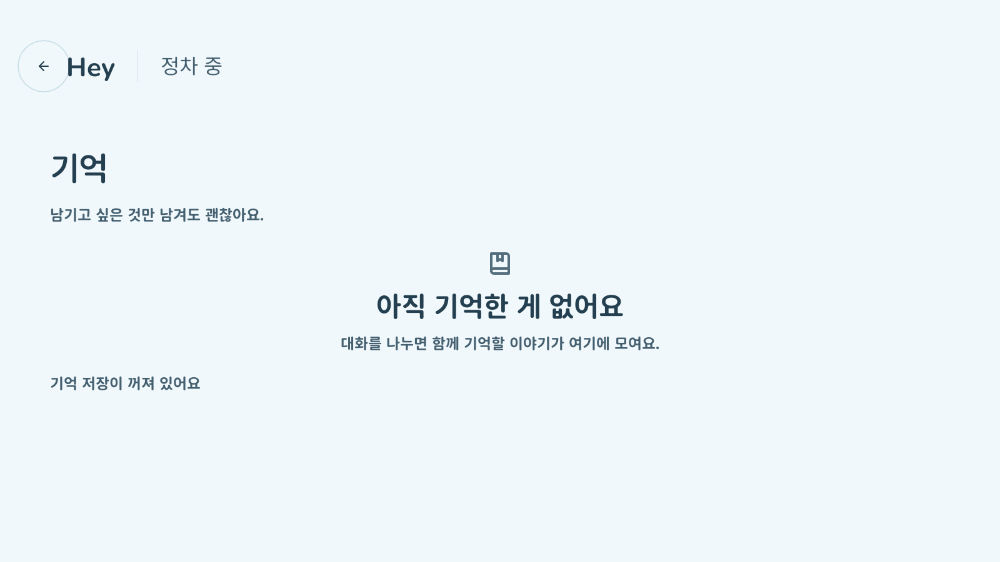 Hey 정차 중
기억
남기고 싶은 것만 남겨도 괜찮아요.
아직 기억한 게 없어요
대화를 나누면 함께 기억할 이야기가 여기에 모여요.
기억 저장이 꺼져 있어요